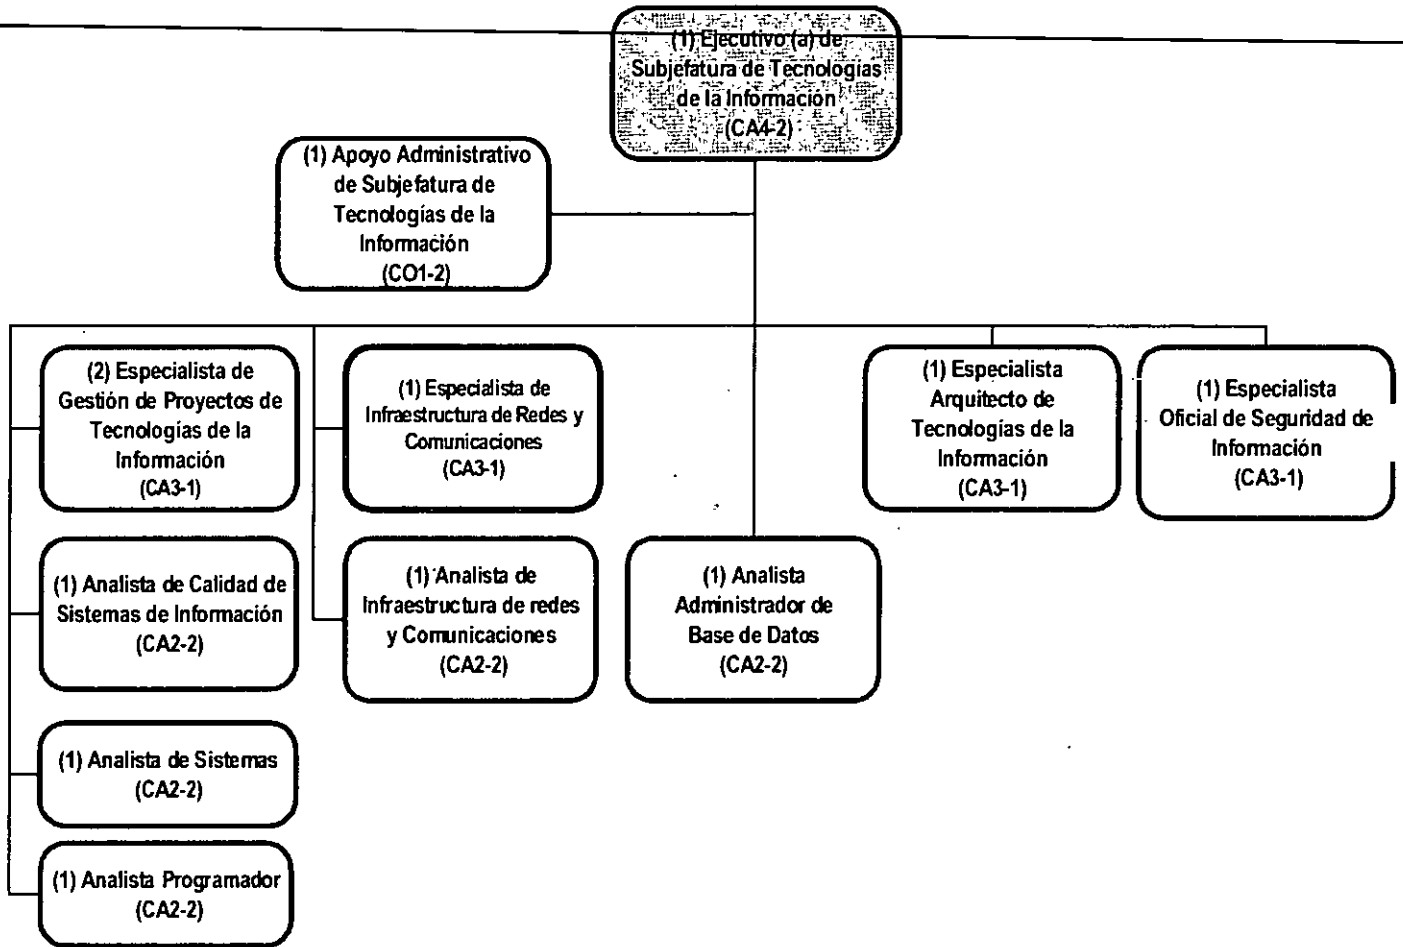 (1) Ejecutivo (a) de
Subjefatura de Tecnologías
de la Información
(CA4-2)
(1) Apoyo Administrativo
de Subjefatura de
Tecnologías de la
Información
(CO1-2)
(2) Especialista de
Gestión de Proyectos de
Tecnologías de la
Información
(CA3-1)
(1) Especialista de
Infraestructura de Redes y
Comunicaciones
(CA3-1)
(1) Especialista
Arquitecto de
Tecnologías de la
Información
(CA3-1)
(1) Especialista
Oficial de Seguridad de
Información
(CA3-1)
(1) Analista de Calidad de
Sistemas de Información
(CA2-2)
(1) Analista de
Infraestructura de redes
y Comunicaciones
(CA2-2)
(1) Analista
Administrador de
Base de Datos
(CA2-2)
(1) Analista de Sistemas
(CA2-2)
(1) Analista Programador
(CA2-2)